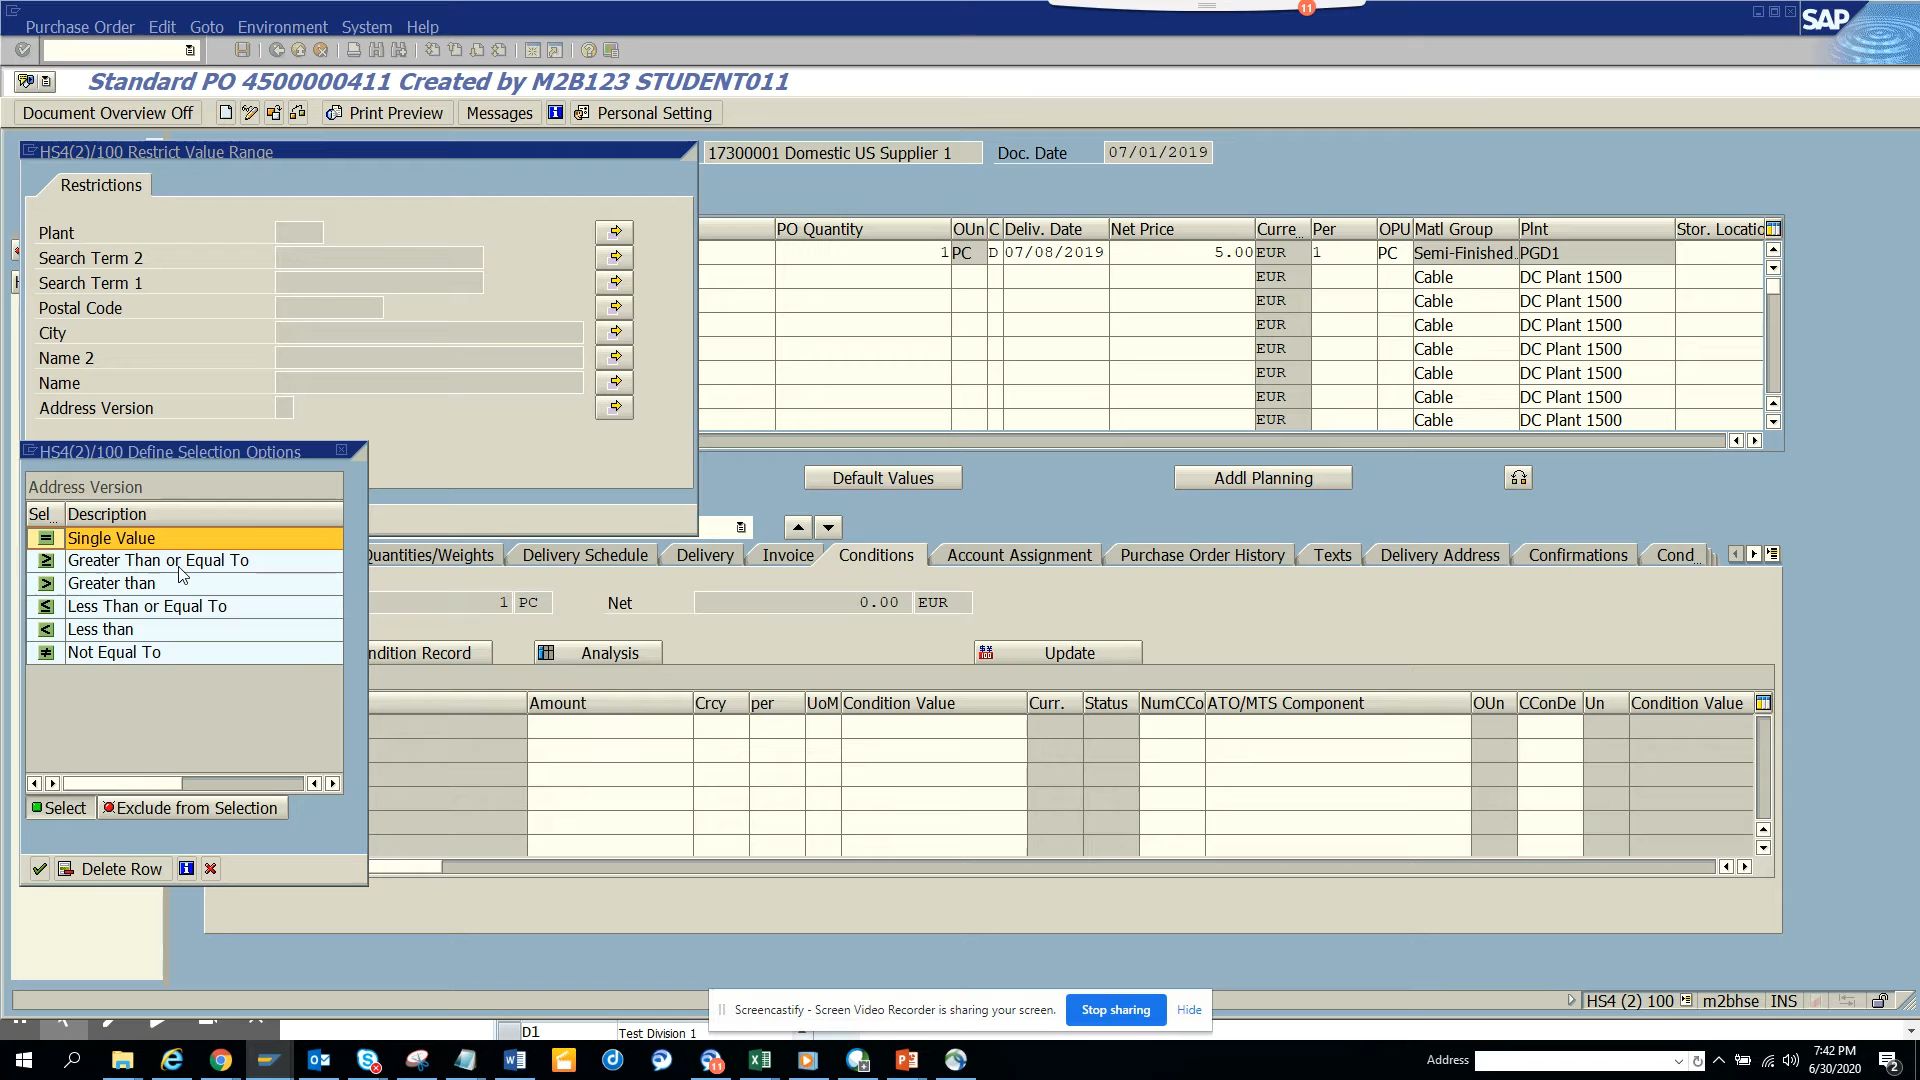 11
Purchase Order Edit Goto Environment System Help
SAP
Standard PO 4500000411 Created by M2B123 STUDENT011
Document Overview Off Print Preview Messages Personal Setting
HS4(2)/100 Restrict Value Range
17300001 Domestic US Supplier 1 Doc. Date 07/01/2019
Restrictions
Plant
Search Term 2
Search Term 1
Postal Code
City
Name 2
Name
Address Version
PO Quantity OUn C Deliv. Date Net Price Curre... Per OPU Matl Group Plnt Stor. Locatio
1 PC D 07/08/2019 5.00 EUR 1 PC Semi-Finished... PGD1
EUR Cable DC Plant 1500
EUR Cable DC Plant 1500
EUR Cable DC Plant 1500
EUR Cable DC Plant 1500
EUR Cable DC Plant 1500
EUR Cable DC Plant 1500
EUR Cable DC Plant 1500
Default Values Addl Planning
HS4(2)/100 Define Selection Options
Address Version
Sel... Description
= Single Value
≥ Greater Than or Equal To
> Greater than
≤ Less Than or Equal To
< Less than
≠ Not Equal To
Select Exclude from Selection
Delete Row
Quantities/Weights Delivery Schedule Delivery Invoice Conditions Account Assignment Purchase Order History Texts Delivery Address Confirmations Cond...
1 PC Net 0.00 EUR
ndition Record Analysis Update
Amount Crcy per UoM Condition Value Curr. Status NumCCo ATO/MTS Component OUn CConDe Un Condition Value
HS4 (2) 100 m2bhse INS
Screencastify - Screen Video Recorder is sharing your screen. Stop sharing Hide
D1 Test Division 1
Address
7:42 PM
6/30/2020
11
2